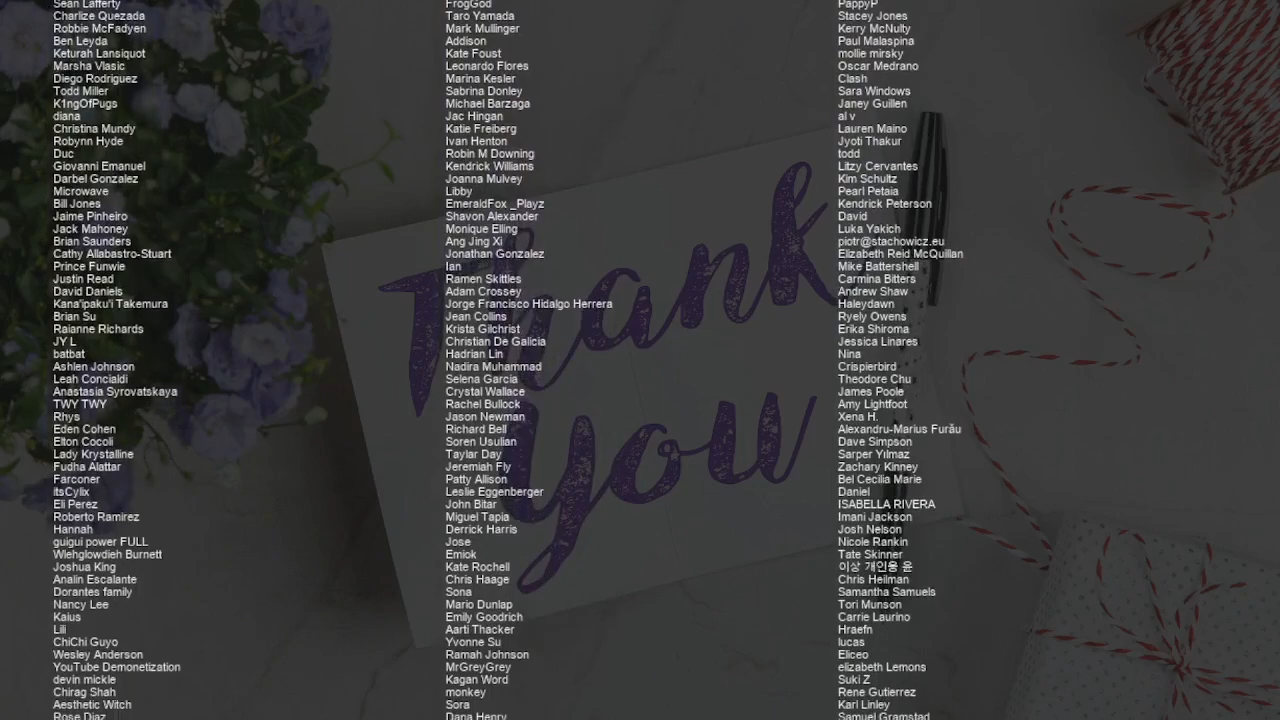 Sean Lafferty
Charlize Quezada
Robbie McFadyen
Ben Leyda
Keturah Lansiquot
Marsha Vlasic
Diego Rodriguez
Todd Miller
K1ngOfPugs
diana
Christina Mundy
Robynn Hyde
Duc
Giovanni Emanuel
Darbel Gonzalez
Microwave
Bill Jones
Jaime Pinheiro
Jack Mahoney
Brian Saunders
Cathy Allabastro-Stuart
Prince Funwie
Justin Read
David Daniels
Kana'ipaku'i Takemura
Brian Su
Raianne Richards
JY L
batbat
Ashlen Johnson
Leah Concialdi
Anastasia Syrovatskaya
TWY TWY
Rhys
Eden Cohen
Elton Cocoli
Lady Krystalline
Fudha Alattar
Farconer
itsCylix
Eli Perez
Roberto Ramirez
Hannah
guigui power FULL
Wiehglowdieh Burnett
Joshua King
Analin Escalante
Dorantes family
Nancy Lee
Kaius
Lili
ChiChi Guyo
Wesley Anderson
YouTube Demonetization
devin mickle
Chirag Shah
Aesthetic Witch
Rose Diaz
FrogGod
Taro Yamada
Mark Mullinger
Addison
Kate Foust
Leonardo Flores
Marina Kesler
Sabrina Donley
Michael Barzaga
Jac Hingan
Katie Freiberg
Ivan Henton
Robin M Downing
Kendrick Williams
Joanna Mulvey
Libby
EmeraldFox _Playz
Shavon Alexander
Monique Elling
Ang Jing Xi
Jonathan Gonzalez
Ian
Ramen Skittles
Adam Crossey
Jorge Francisco Hidalgo Herrera
Jean Collins
Krista Gilchrist
Christian De Galicia
Hadrian Lin
Nadira Muhammad
Selena Garcia
Crystal Wallace
Rachel Bullock
Jason Newman
Richard Bell
Soren Usulian
Taylar Day
Jeremiah Fly
Patty Allison
Leslie Eggenberger
John Bitar
Miguel Tapia
Derrick Harris
Jose
Emiok
Kate Rochell
Chris Haage
Sona
Mario Dunlap
Emily Goodrich
Aarti Thacker
Yvonne Su
Ramah Johnson
MrGreyGrey
Kagan Word
monkey
Sora
Dana Henry
PappyP
Stacey Jones
Kerry McNulty
Paul Malaspina
mollie mirsky
Oscar Medrano
Clash
Sara Windows
Janey Guillen
al v
Lauren Maino
Jyoti Thakur
todd
Litzy Cervantes
Kim Schultz
Pearl Petaia
Kendrick Peterson
David
Luka Yakich
piotr@stachowicz.eu
Elizabeth Reid McQuillan
Mike Battershell
Carmina Bitters
Andrew Shaw
Haleydawn
Ryely Owens
Erika Shiroma
Jessica Linares
Nina
Crispierbird
Theodore Chu
James Poole
Amy Lightfoot
Xena H.
Alexandru-Marius Furău
Dave Simpson
Sarper Yılmaz
Zachary Kinney
Bel Cecilia Marie
Daniel
ISABELLA RIVERA
Imani Jackson
Josh Nelson
Nicole Rankin
Tate Skinner
이상 개인용 윤
Chris Heilman
Samantha Samuels
Tori Munson
Carrie Laurino
Hraefn
lucas
Eliceo
elizabeth Lemons
Suki Z
Rene Gutierrez
Karl Linley
Samuel Gramstad
Thank
you